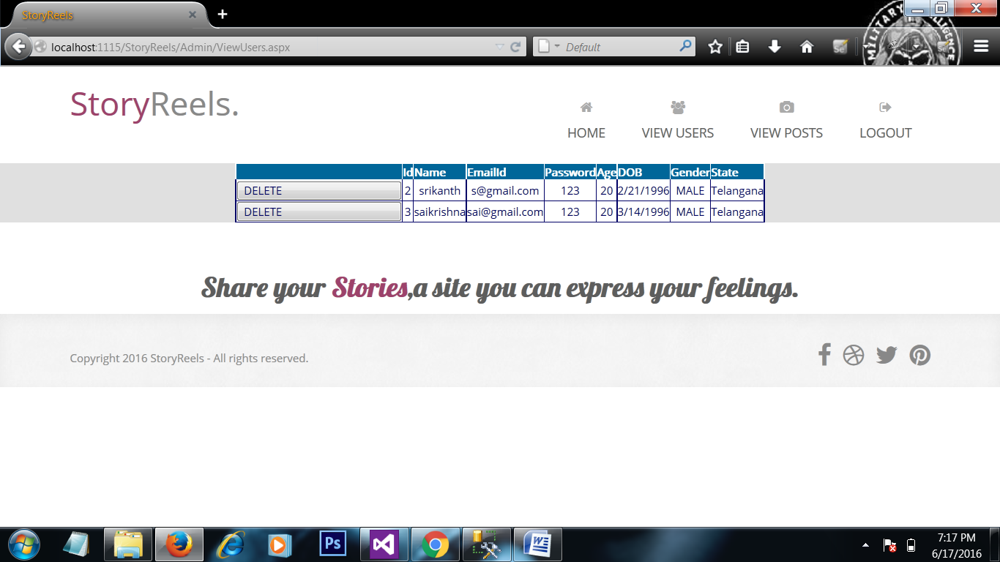 StoryReels
localhost:1115/StoryReels/Admin/ViewUsers.aspx
Default
MILITARY
StoryReels.
HOME VIEW USERS VIEW POSTS LOGOUT
Id Name EmailId Password Age DOB Gender State
DELETE 2 srikanth s@gmail.com 123 20 2/21/1996 MALE Telangana
DELETE 3 saikrishna sai@gmail.com 123 20 3/14/1996 MALE Telangana
Share your Stories,a site you can express your feelings.
Copyright 2016 StoryReels - All rights reserved.
Ps
7:17 PM
6/17/2016